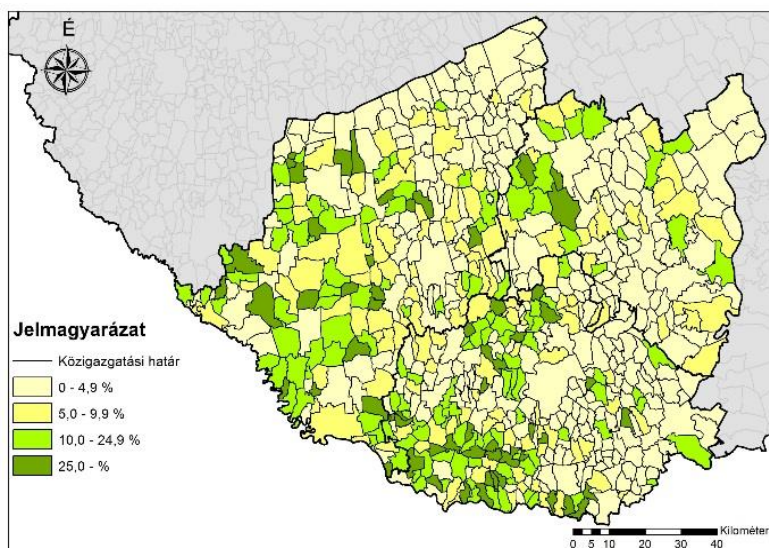 É
Jelmagyarázat
Közigazgatási határ
0 - 4,9 %
5,0 - 9,9 %
10,0 - 24,9 %
25,0 - %
Kilométer
0 5 10 20 30 40